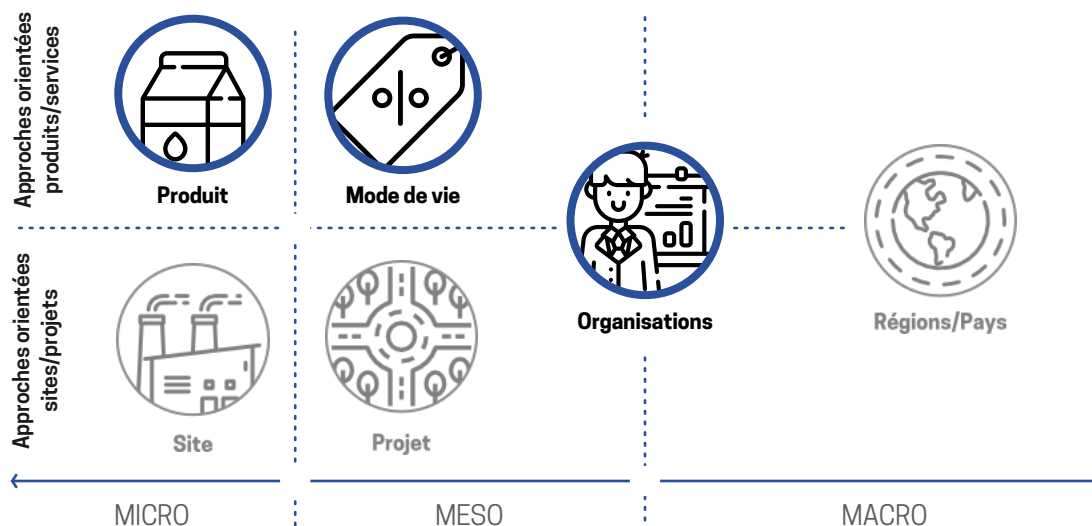 Approches orientées
produits/services
Produit
Mode de vie
Organisations
Régions/Pays
Approches orientées
sites/projets
Site
Projet
MICRO
MESO
MACRO